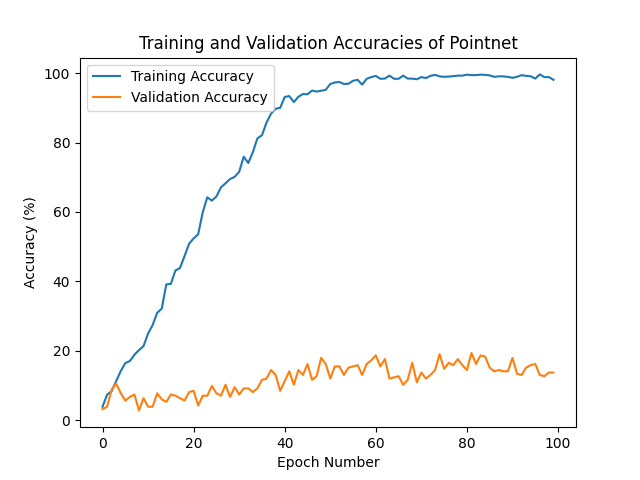 Training and Validation Accuracies of Pointnet
Training Accuracy
Validation Accuracy
Accuracy (%)
100
80
60
40
20
0
0 20 40 60 80 100
Epoch Number